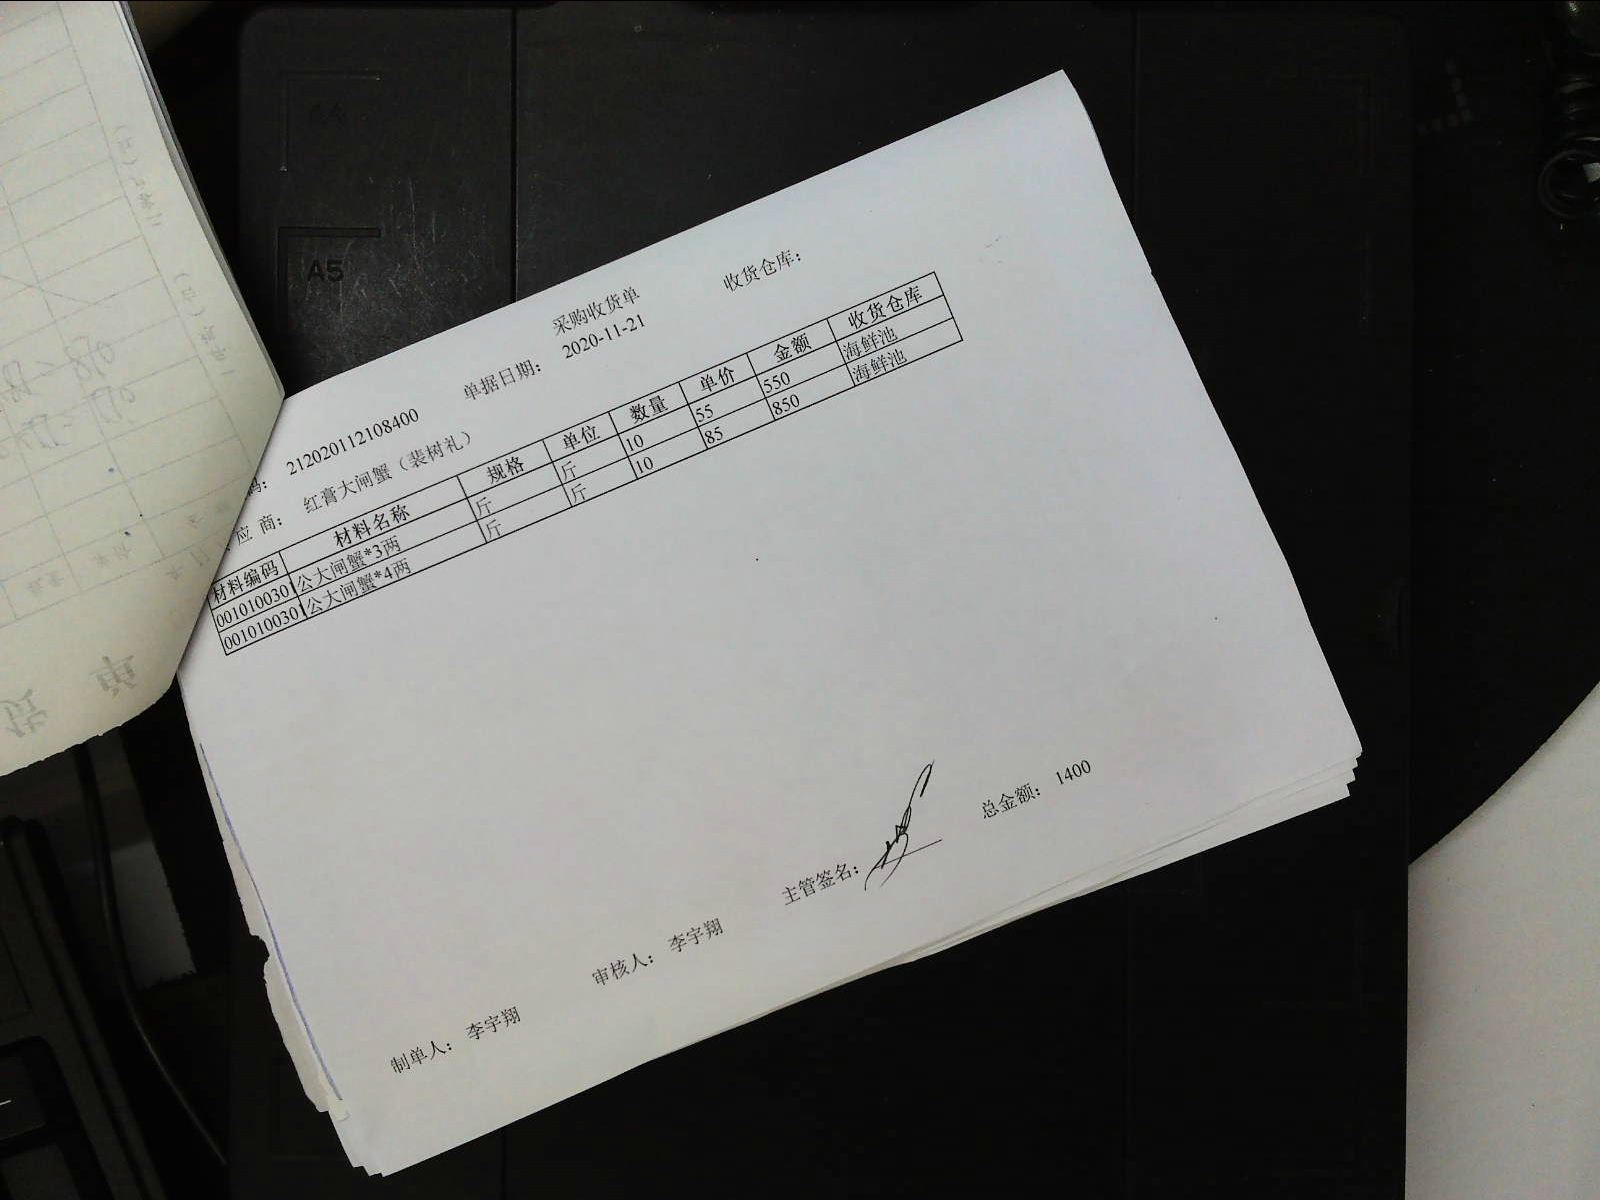 采购收货单
收货仓库：
码： 212020112108400 单据日期： 2020-11-21
应 商： 红膏大闸蟹（裴树礼）
材料编码 材料名称 规格 单位 数量 单价 金额 收货仓库
001010030 公大闸蟹*3两 斤 斤 10 55 550 海鲜池
001010030 公大闸蟹*4两 斤 斤 10 85 850 海鲜池
制单人： 李宇翔 审核人： 李宇翔 主管签名： 总金额： 1400
A5